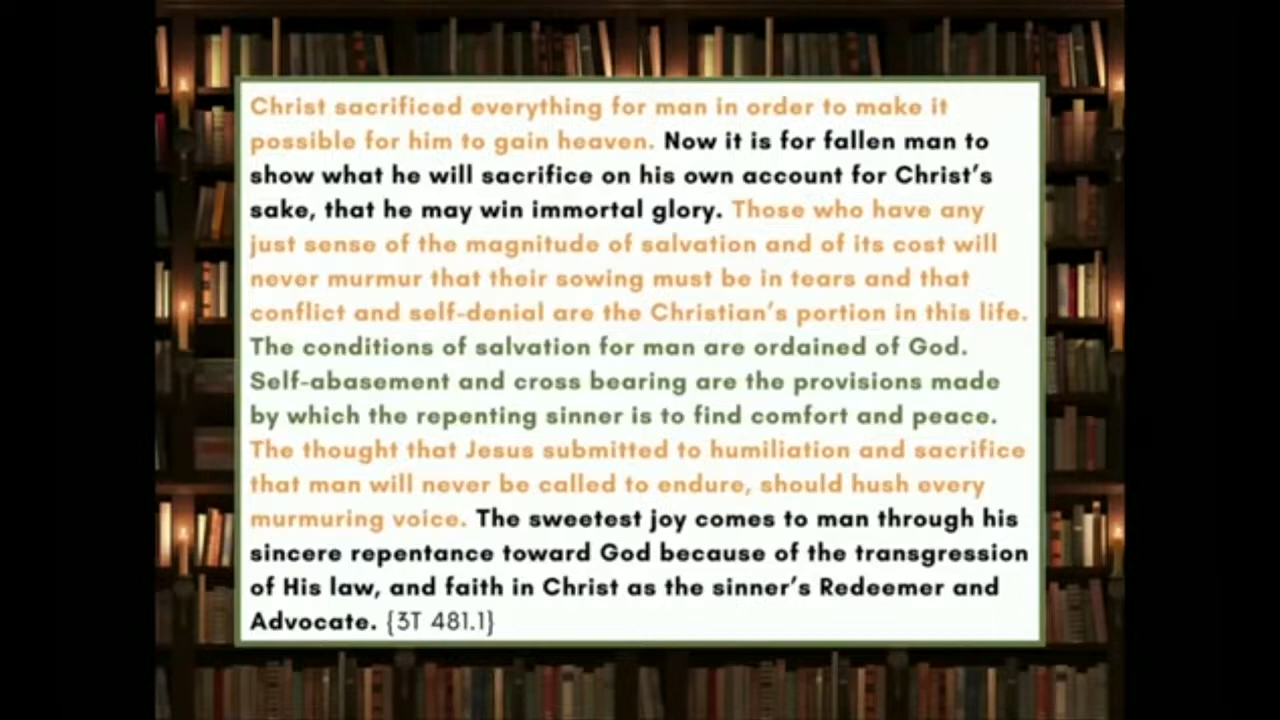 Christ sacrificed everything for man in order to make it
possible for him to gain heaven. Now it is for fallen man to
show what he will sacrifice on his own account for Christ's
sake, that he may win immortal glory. Those who have any
just sense of the magnitude of salvation and of its cost will
never murmur that their sowing must be in tears and that
conflict and self-denial are the Christian's portion in this life.
The conditions of salvation for man are ordained of God.
Self-abasement and cross bearing are the provisions made
by which the repenting sinner is to find comfort and peace.
The thought that Jesus submitted to humiliation and sacrifice
that man will never be called to endure, should hush every
murmuring voice. The sweetest joy comes to man through his
sincere repentance toward God because of the transgression
of His law, and faith in Christ as the sinner's Redeemer and
Advocate. {3T 481.1}